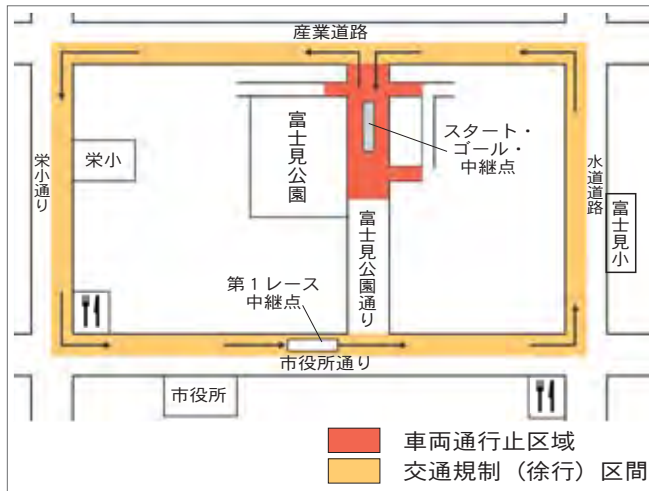 産業道路
スタート・
ゴール・
中継点
富士見公園
栄小
栄小通り
水道道路
富士見小
富士見公園通り
第1レース
中継点
市役所通り
市役所
車両通行止区域
交通規制（徐行）区間